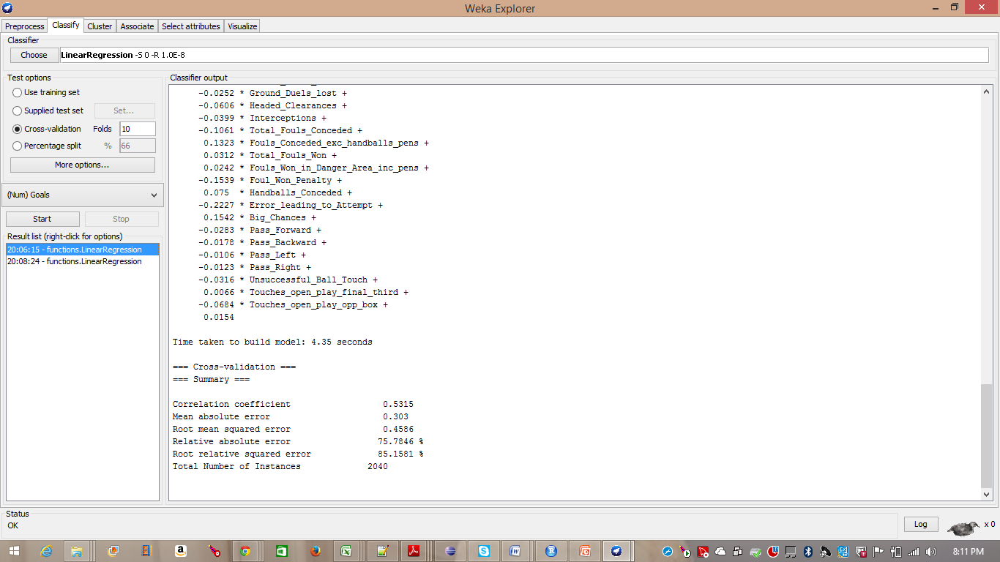 Weka Explorer
Preprocess Classify Cluster Associate Select attributes Visualize
Classifier
Choose LinearRegression -S 0 -R 1.0E-8
Test options
Use training set
Supplied test set Set...
Cross-validation Folds 10
Percentage split % 66
More options...
(Num) Goals
Start Stop
Result list (right-click for options)
20:06:15 - functions.LinearRegression
20:08:24 - functions.LinearRegression
Classifier output
-0.0252 * Ground_Duels_lost +
-0.0606 * Headed_Clearances +
-0.0399 * Interceptions +
-0.1061 * Total_Fouls_Conceded +
0.1323 * Fouls_Conceded_exc_handballs_pens +
0.0312 * Total_Fouls_Won +
0.0242 * Fouls_Won_in_Danger_Area_inc_pens +
-0.1539 * Foul_Won_Penalty +
0.075 * Handballs_Conceded +
-0.2227 * Error_leading_to_Attempt +
0.1542 * Big_Chances +
-0.0283 * Pass_Forward +
-0.0178 * Pass_Backward +
-0.0106 * Pass_Left +
-0.0123 * Pass_Right +
-0.0316 * Unsuccessful_Ball_Touch +
0.0066 * Touches_open_play_final_third +
-0.0684 * Touches_open_play_opp_box +
0.0154
Time taken to build model: 4.35 seconds
=== Cross-validation ===
=== Summary ===
Correlation coefficient 0.5315
Mean absolute error 0.303
Root mean squared error 0.4586
Relative absolute error 75.7846 %
Root relative squared error 85.1581 %
Total Number of Instances 2040
Status
OK
Log x 0
8:11 PM